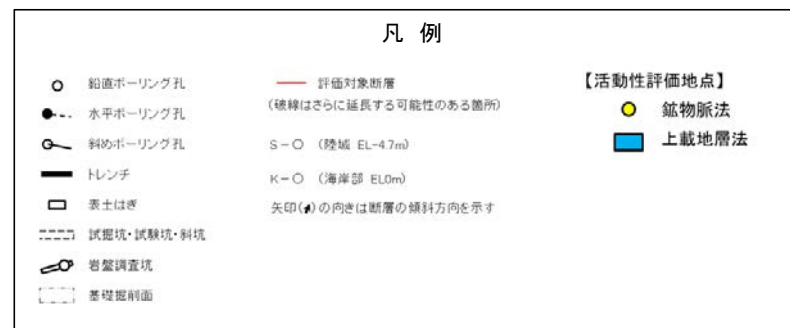 凡 例
鉛直ボーリング孔
水平ボーリング孔
斜めボーリング孔
トレンチ
表土はぎ
試掘坑・試験坑・斜坑
岩盤調査坑
基礎掘削面
評価対象断層
(破線はさらに延長する可能性のある箇所)
S－○ (陸域 EL-4.7m)
K－○ (海岸部 EL0m)
矢印( )の向きは断層の傾斜方向を示す
【活動性評価地点】
鉱物脈法
上載地層法